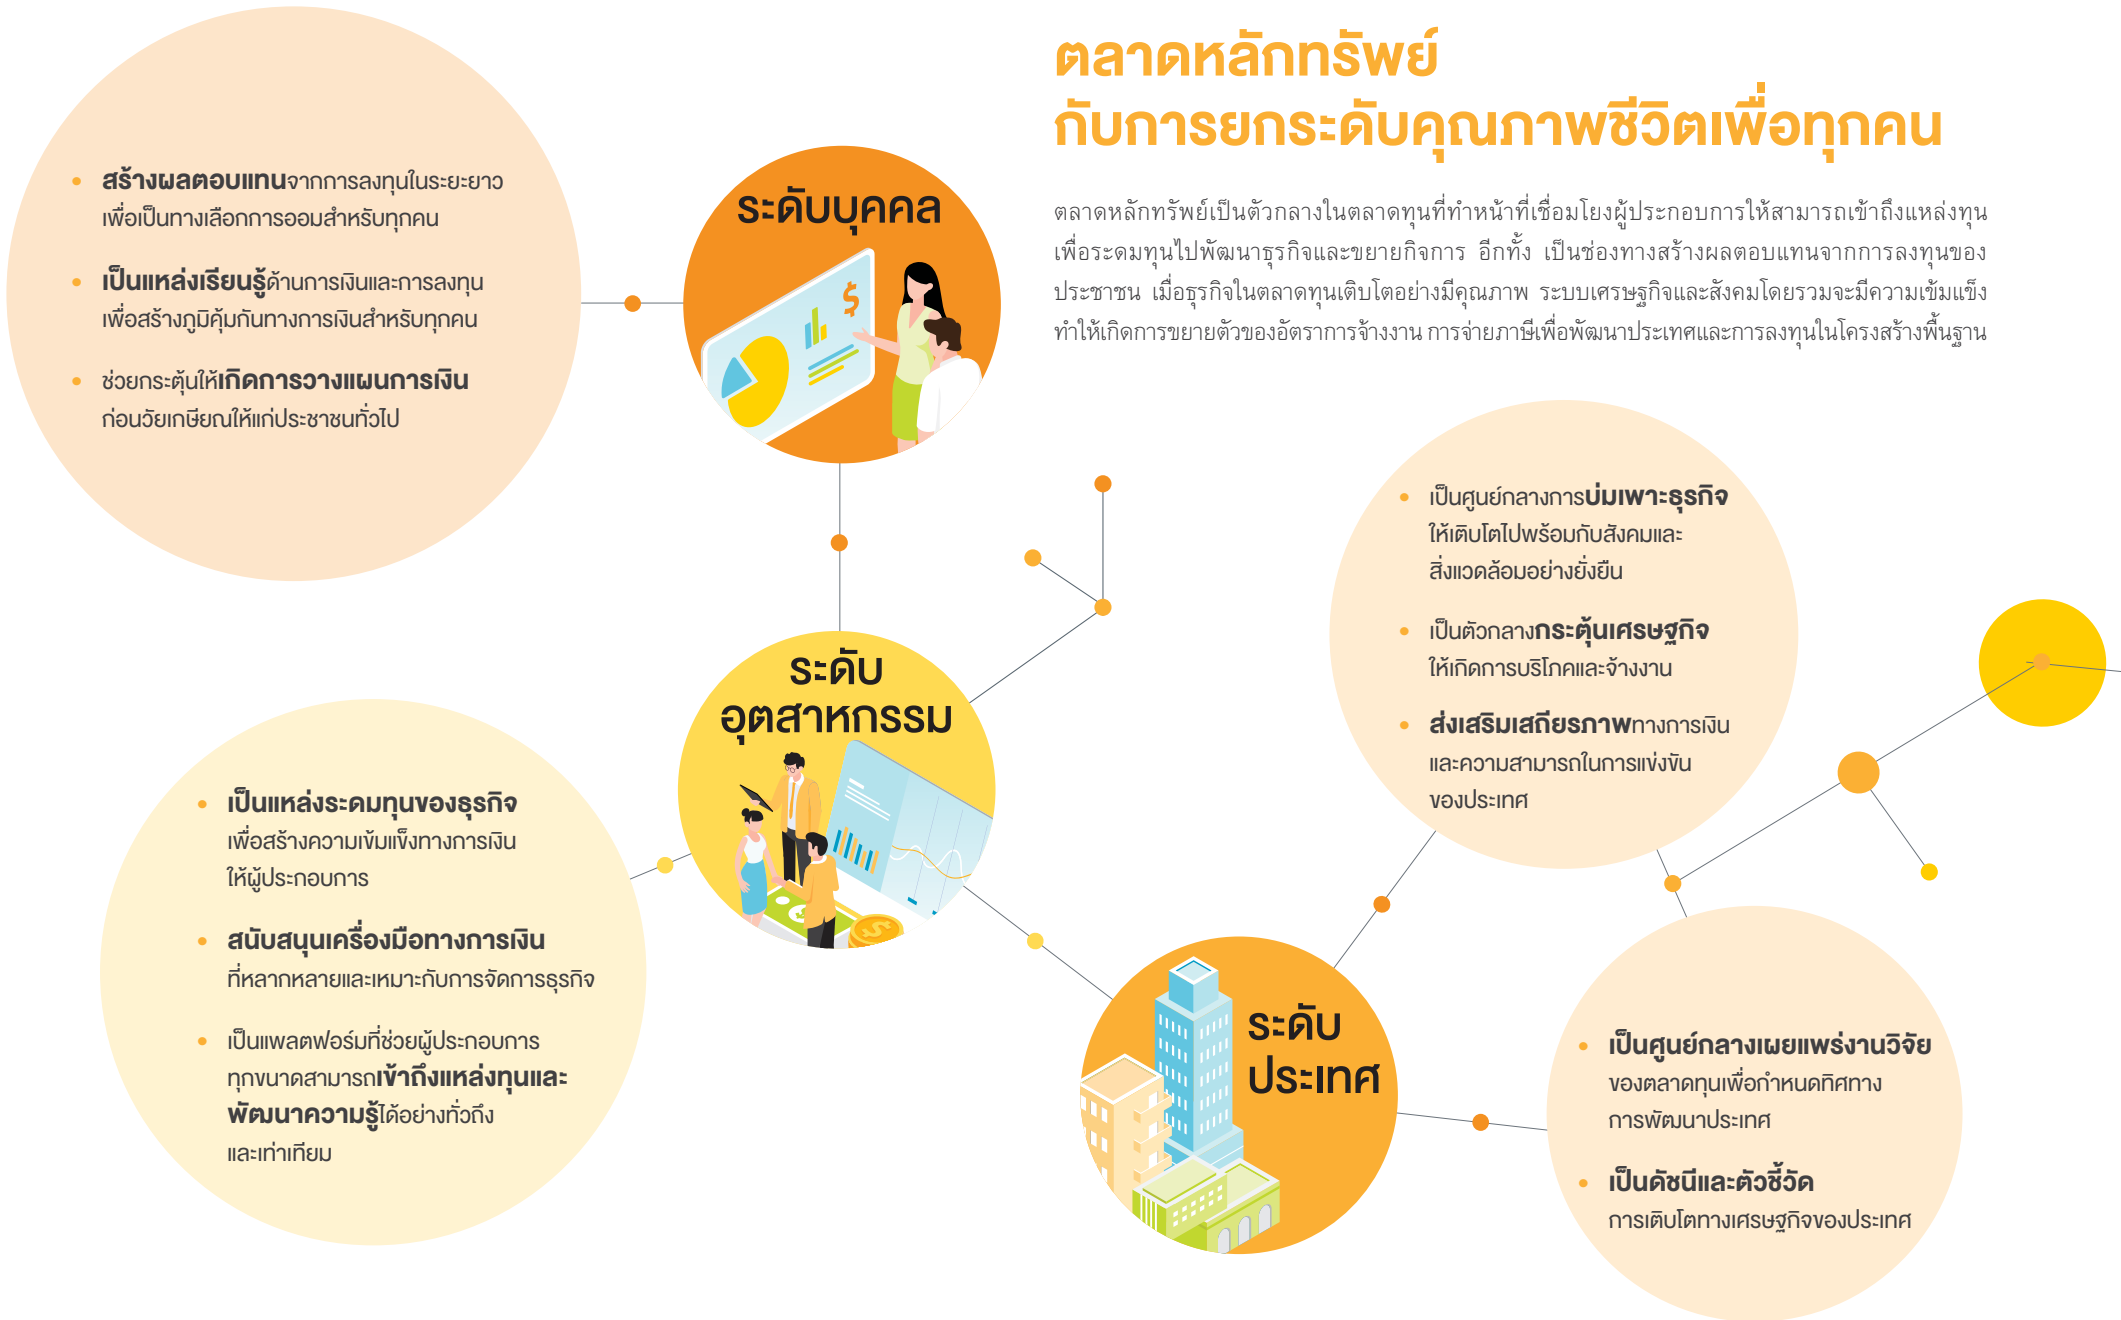 ตลาดหลักทรัพย์
กับการยกระดับคุณภาพชีวิตเพื่อทุกคน
ตลาดหลักทรัพย์เป็นตัวกลางในตลาดทุนที่ทำหน้าที่เชื่อมโยงผู้ประกอบการให้สามารถเข้าถึงแหล่งทุน
เพื่อระดมทุนไปพัฒนาธุรกิจและขยายกิจการ อีกทั้ง เป็นช่องทางสร้างผลตอบแทนจากการลงทุนของ
ประชาชน เมื่อธุรกิจในตลาดทุนเติบโตอย่างมีคุณภาพ ระบบเศรษฐกิจและสังคมโดยรวมจะมีความเข้มแข็ง
ทำให้เกิดการขยายตัวของอัตราการจ้างงาน การจ่ายภาษีเพื่อพัฒนาประเทศและการลงทุนในโครงสร้างพื้นฐาน
ระดับบุคคล
• สร้างผลตอบแทนจากการลงทุนในระยะยาว
เพื่อเป็นทางเลือกการออมสำหรับทุกคน
• เป็นแหล่งเรียนรู้ด้านการเงินและการลงทุน
เพื่อสร้างภูมิคุ้มกันทางการเงินสำหรับทุกคน
• ช่วยกระตุ้นให้เกิดการวางแผนการเงิน
ก่อนวัยเกษียณให้แก่ประชาชนทั่วไป
ระดับ
อุตสาหกรรม
• เป็นแหล่งระดมทุนของธุรกิจ
เพื่อสร้างความเข้มแข็งทางการเงิน
ให้ผู้ประกอบการ
• สนับสนุนเครื่องมือทางการเงิน
ที่หลากหลายและเหมาะกับการจัดการธุรกิจ
• เป็นแพลตฟอร์มที่ช่วยผู้ประกอบการ
ทุกขนาดสามารถเข้าถึงแหล่งทุนและ
พัฒนาความรู้ได้อย่างทั่วถึง
และเท่าเทียม
ระดับ
ประเทศ
• เป็นศูนย์กลางการบ่มเพาะธุรกิจ
ให้เติบโตไปพร้อมกับสังคมและ
สิ่งแวดล้อมอย่างยั่งยืน
• เป็นตัวกลางกระตุ้นเศรษฐกิจ
ให้เกิดการบริโภคและจ้างงาน
• ส่งเสริมเสถียรภาพทางการเงิน
และความสามารถในการแข่งขัน
ของประเทศ
• เป็นศูนย์กลางเผยแพร่งานวิจัย
ของตลาดทุนเพื่อกำหนดทิศทาง
การพัฒนาประเทศ
• เป็นดัชนีและตัวชี้วัด
การเติบโตทางเศรษฐกิจของประเทศ